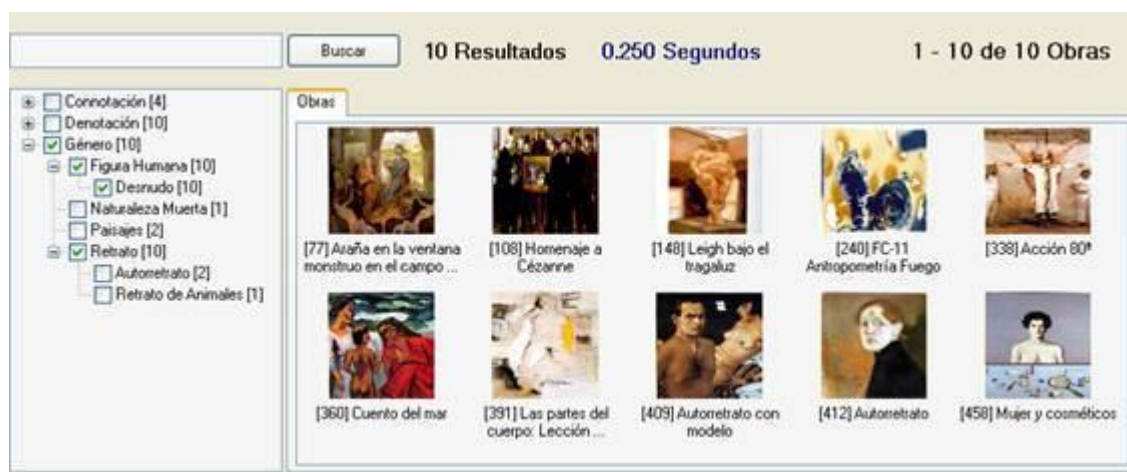 Buscar
10 Resultados
0.250 Segundos
1 - 10 de 10 Obras
Connotación [4]
Denotación [10]
Género [10]
Figura Humana [10]
Desnudo [10]
Naturaleza Muerta [1]
Paisajes [2]
Retrato [10]
Autorretrato [2]
Retrato de Animales [1]
Obras
[77] Araña en la ventana
monstruo en el campo ...
[108] Homenaje a
Cézanne
[148] Leigh bajo el
tragaluz
[240] FC-11
Antropometría Fuego
[338] Acción 80ª
[360] Cuento del mar
[391] Las partes del
cuerpo: Lección ...
[409] Autorretrato con
modelo
[412] Autorretrato
[458] Mujer y cosméticos